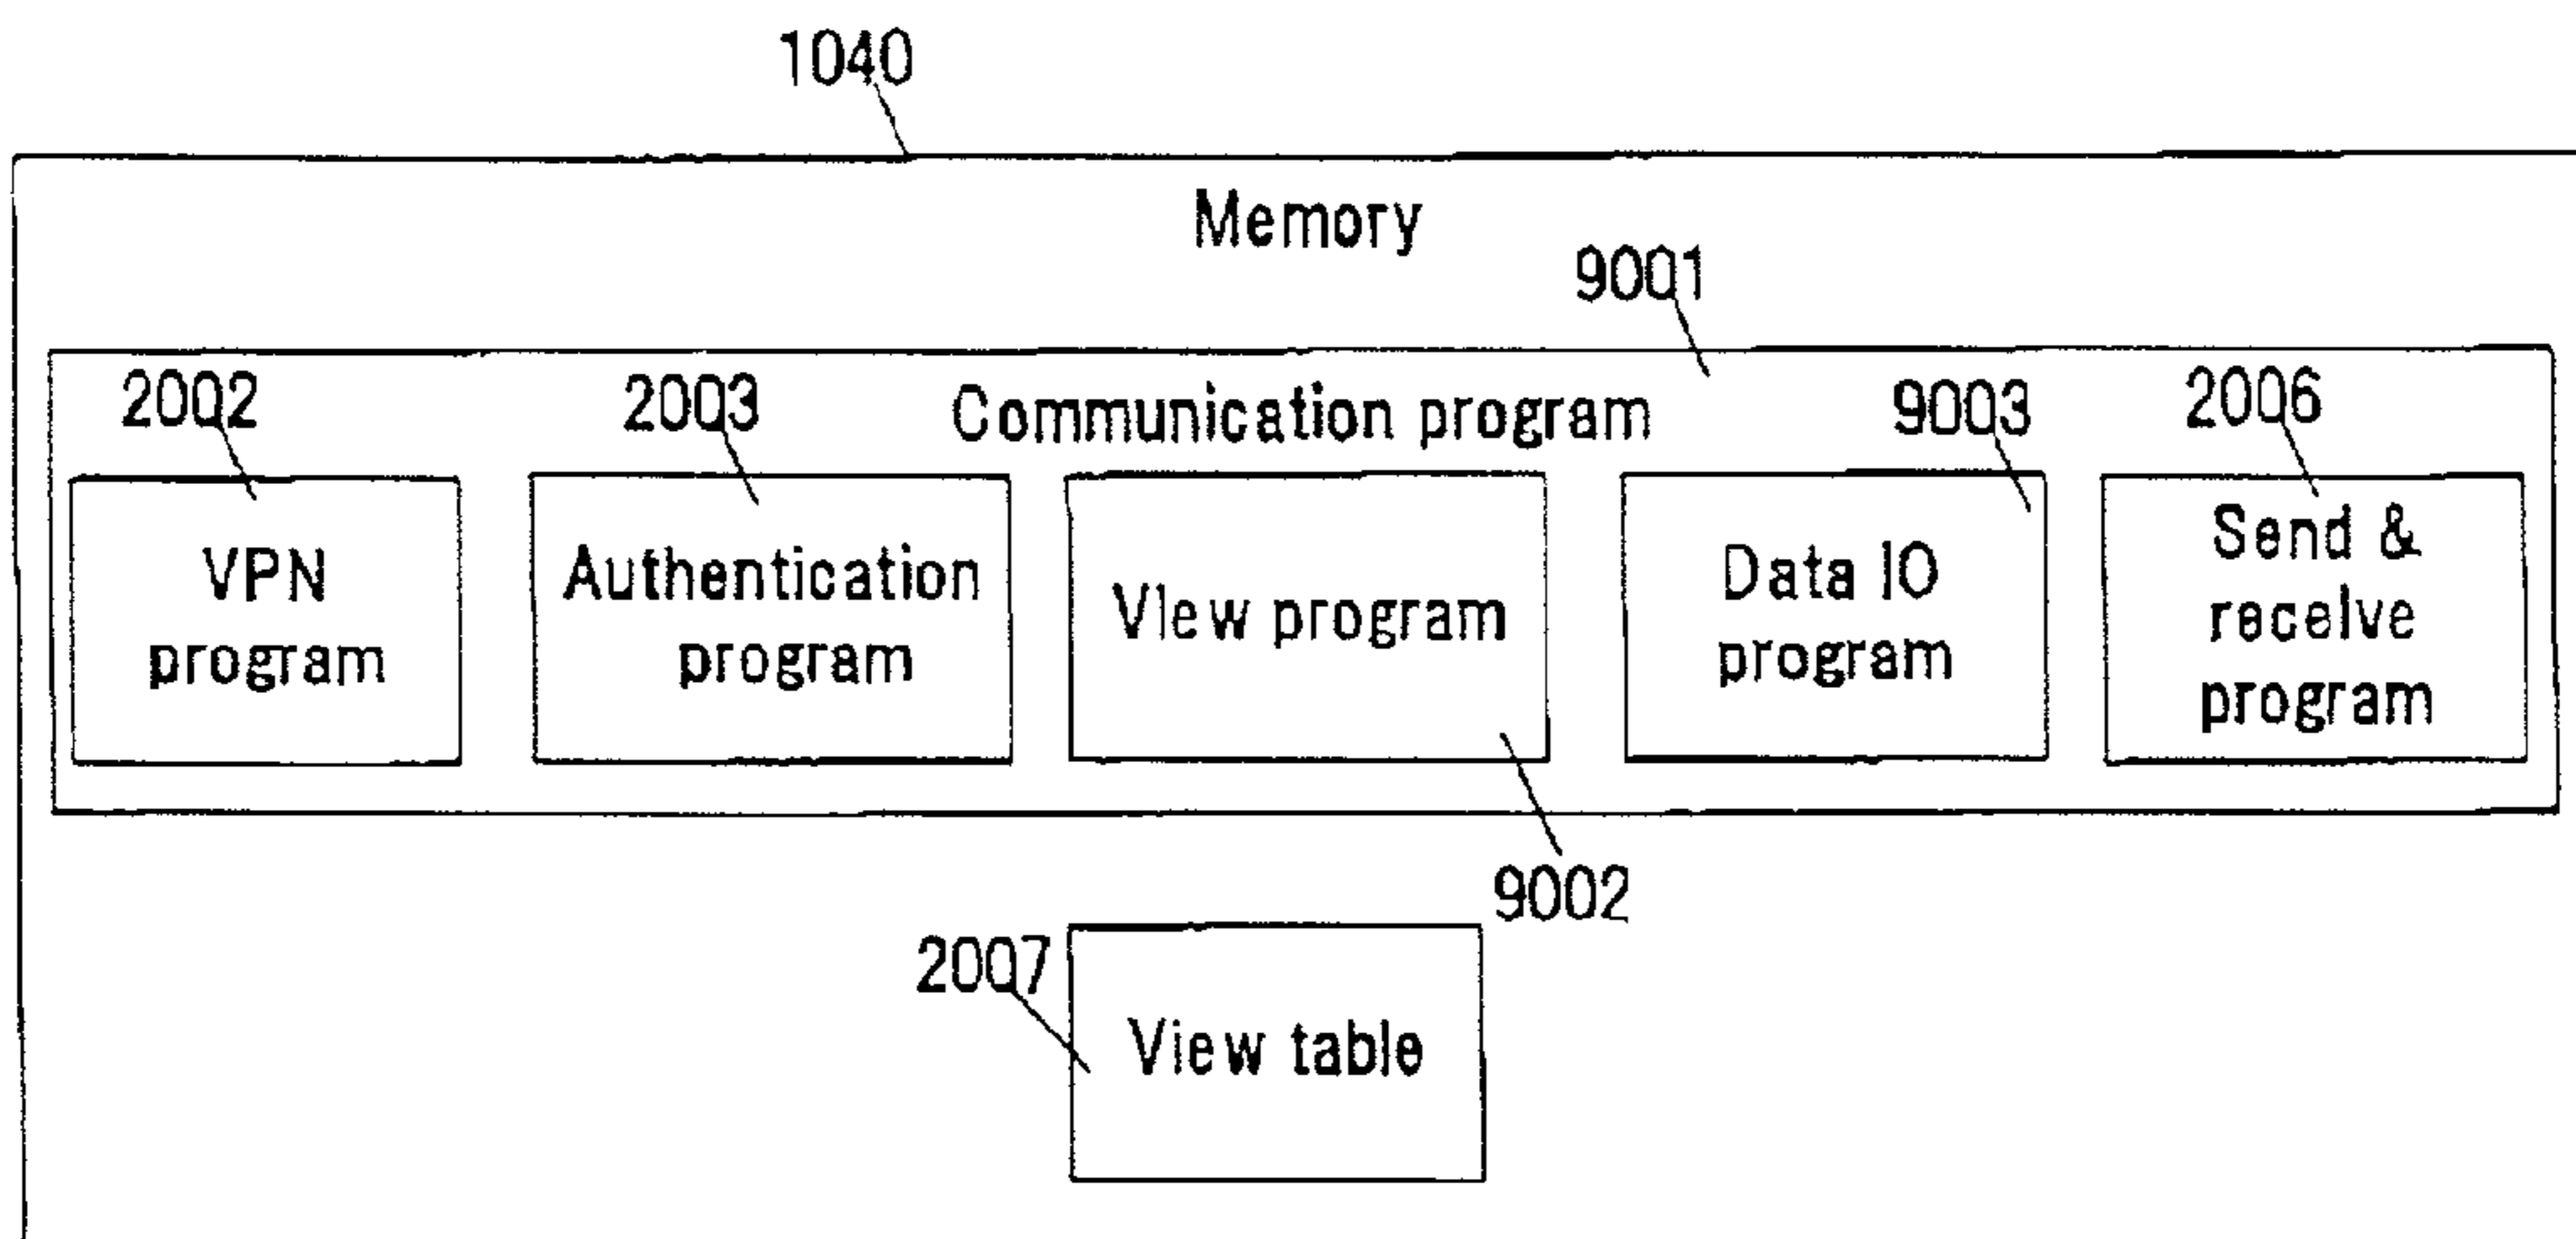 1040
Memory
9001
2002
2003
Communication program
9003
2006
VPN
program
Authentication
program
View program
Data IO
program
Send &
receive
program
9002
2007
View table